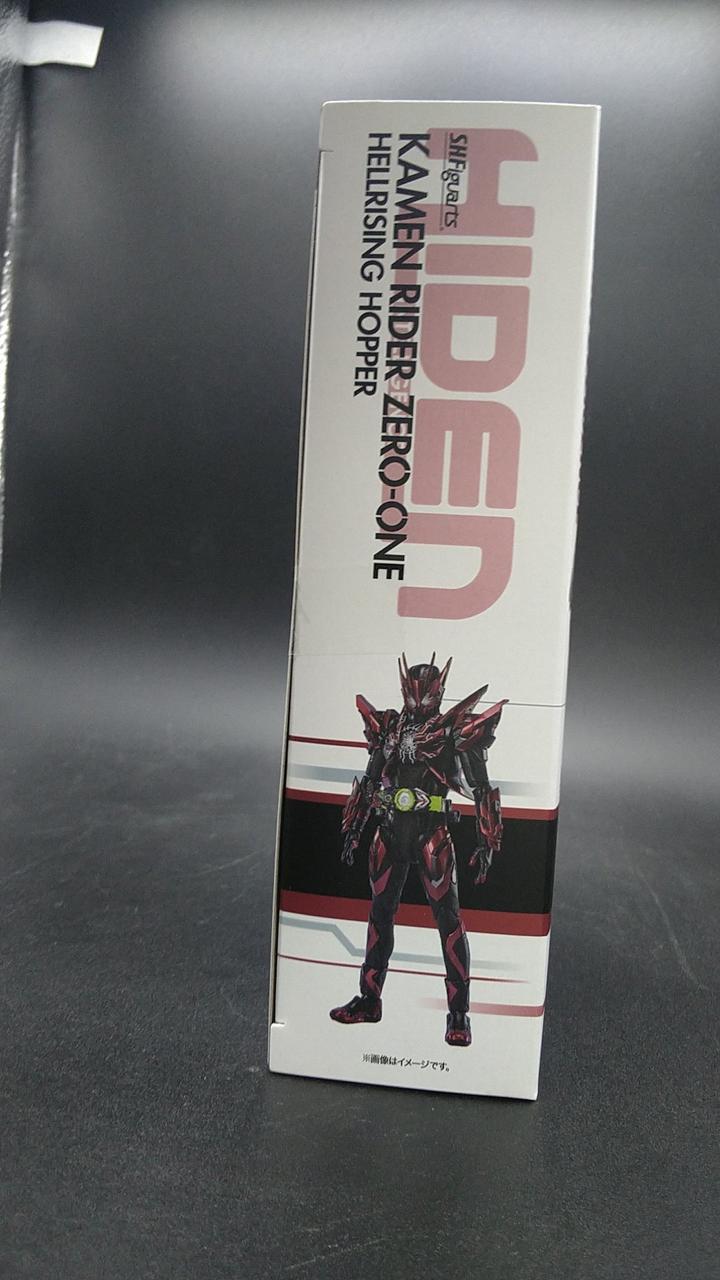 HIDEN
S.H.Figuarts
KAMEN RIDER ZERO-ONE
HELLRISING HOPPER
※画像はイメージです。